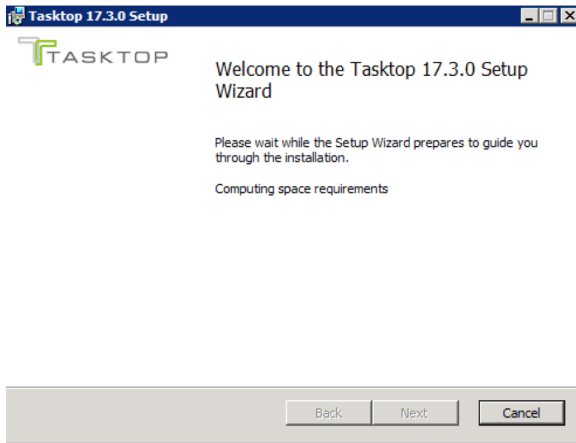 Tasktop 17.3.0 Setup
TASKTOP
Welcome to the Tasktop 17.3.0 Setup
Wizard
Please wait while the Setup Wizard prepares to guide you
through the installation.
Computing space requirements
Back Next Cancel